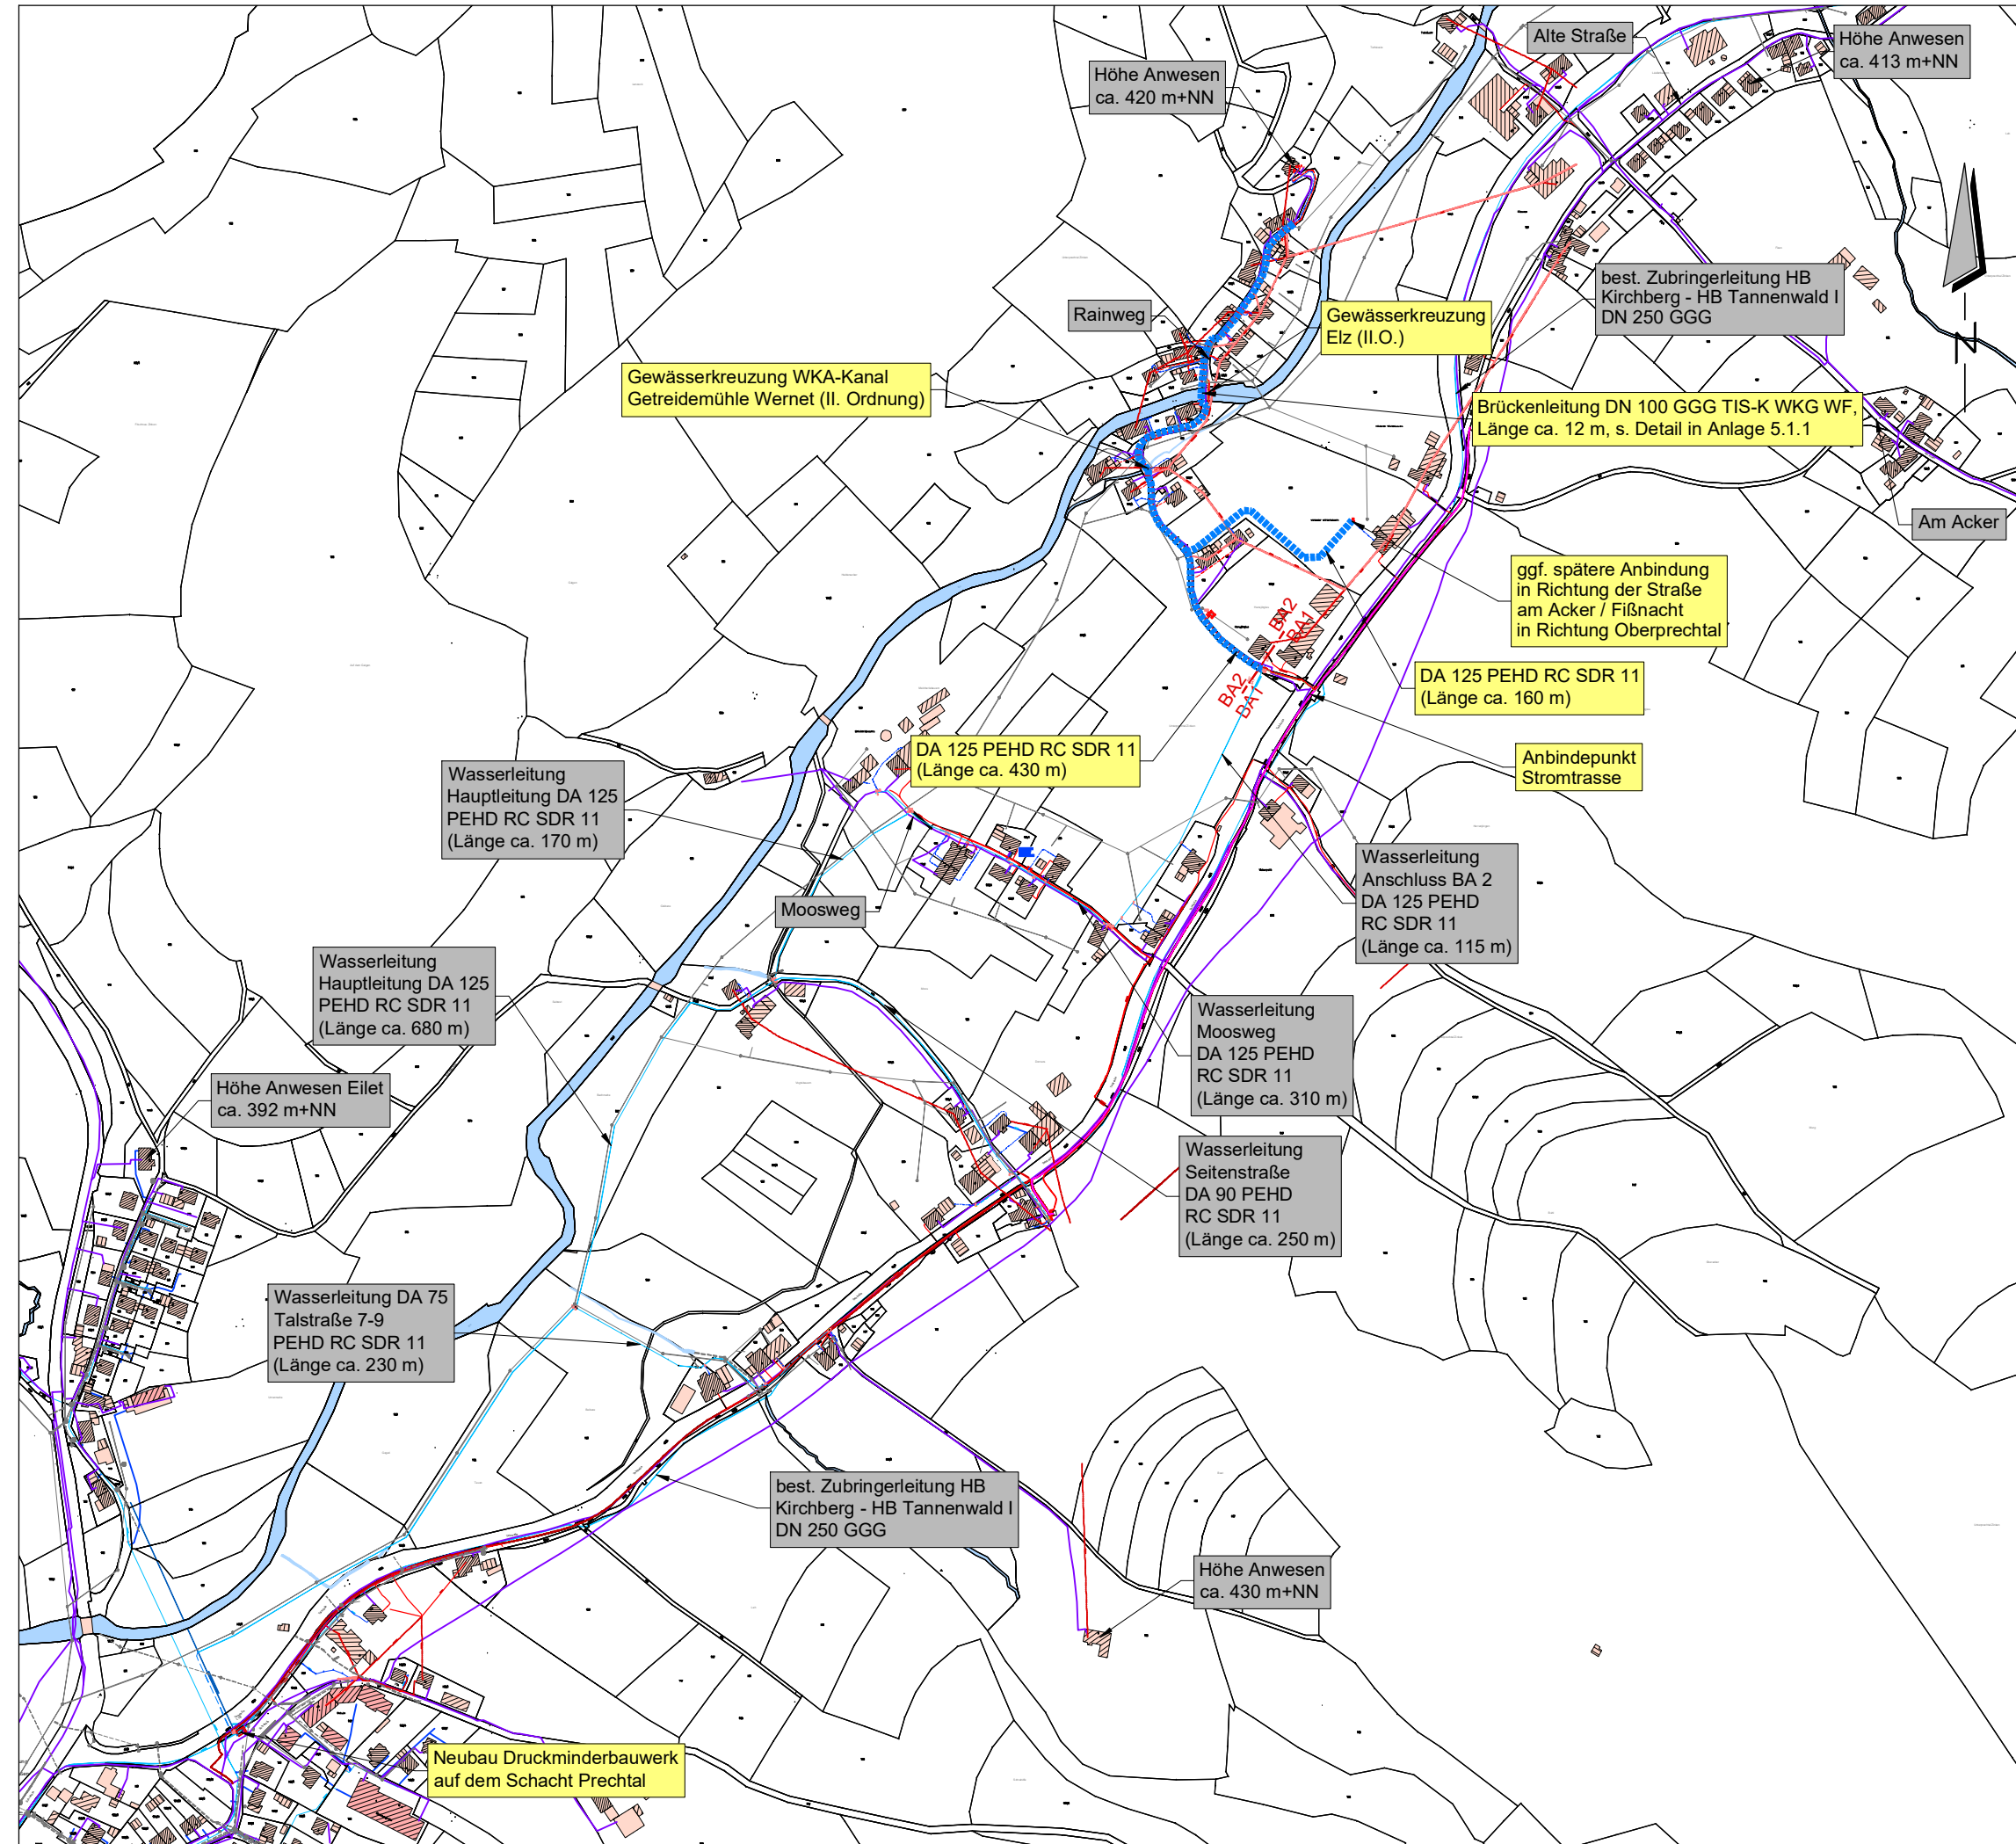 Alte Straße
Höhe Anwesen
ca. 413 m+NN
Höhe Anwesen
ca. 420 m+NN
best. Zubringerleitung HB
Kirchberg - HB Tannenwald I
DN 250 GGG
Rainweg
Gewässerkreuzung
Elz (II.O.)
N
Gewässerkreuzung WKA-Kanal
Getreidemühle Wernet (II. Ordnung)
Brückenleitung DN 100 GGG TIS-K WKG WF,
Länge ca. 12 m, s. Detail in Anlage 5.1.1
Am Acker
ggf. spätere Anbindung
in Richtung der Straße
am Acker / Fißnacht
in Richtung Oberprechtal
BA2
BA1
BA2
BA1
DA 125 PEHD RC SDR 11
(Länge ca. 160 m)
DA 125 PEHD RC SDR 11
(Länge ca. 430 m)
Anbindepunkt
Stromtrasse
Wasserleitung
Hauptleitung DA 125
PEHD RC SDR 11
(Länge ca. 170 m)
Wasserleitung
Anschluss BA 2
DA 125 PEHD
RC SDR 11
(Länge ca. 115 m)
Moosweg
Wasserleitung
Hauptleitung DA 125
PEHD RC SDR 11
(Länge ca. 680 m)
Wasserleitung
Moosweg
DA 125 PEHD
RC SDR 11
(Länge ca. 310 m)
Höhe Anwesen Eilet
ca. 392 m+NN
Wasserleitung
Seitenstraße
DA 90 PEHD
RC SDR 11
(Länge ca. 250 m)
Wasserleitung DA 75
Talstraße 7-9
PEHD RC SDR 11
(Länge ca. 230 m)
best. Zubringerleitung HB
Kirchberg - HB Tannenwald I
DN 250 GGG
Höhe Anwesen
ca. 430 m+NN
Neubau Druckminderbauwerk
auf dem Schacht Prechtal